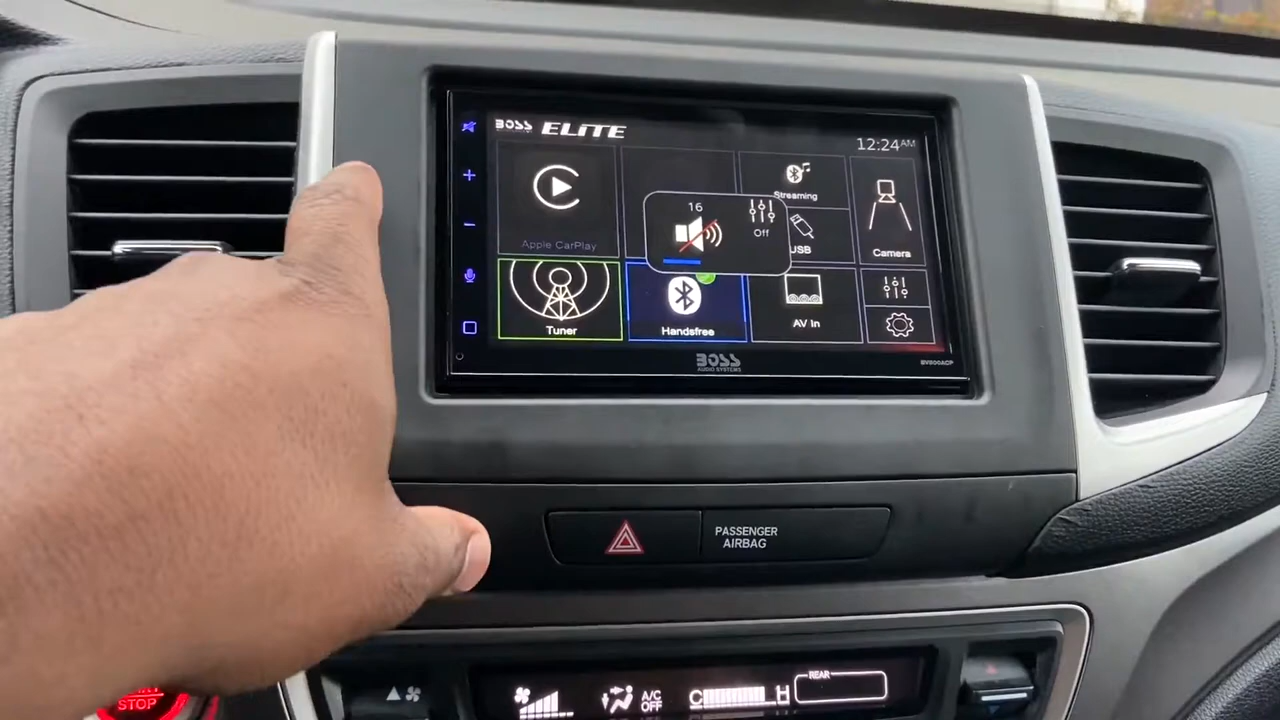 BOSS ELITE
12:24AM
Apple CarPlay
16
Off
Streaming
USB
Camera
Tuner
Handsfree
AV In
BOSS
AUDIO SYSTEMS
BV800ACP
PASSENGER
AIRBAG
STOP
A/C
OFF
C
H
REAR